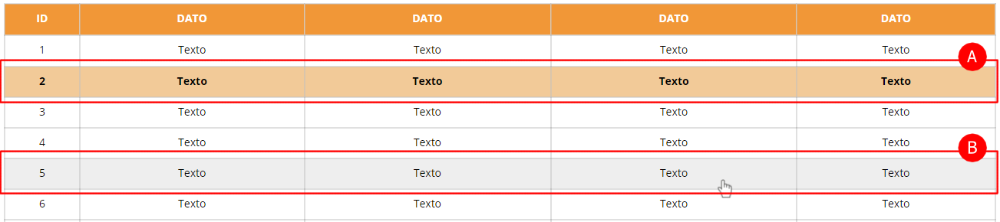 ID DATO DATO DATO DATO
1 Texto Texto Texto Texto
A
2 Texto Texto Texto Texto
3 Texto Texto Texto Texto
4 Texto Texto Texto Texto
B
5 Texto Texto Texto Texto
6 Texto Texto Texto Texto